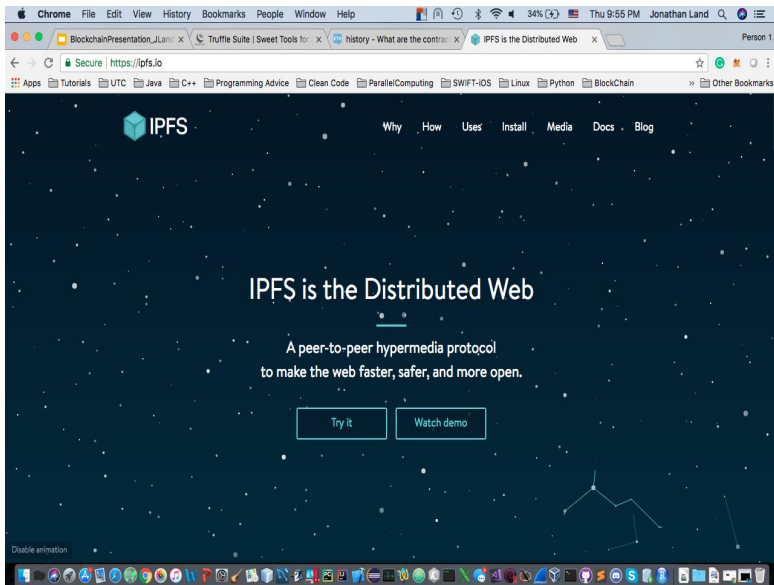 Chrome File Edit View History Bookmarks People Window Help 34% Thu 9:55 PM Jonathan Land
BlockchainPresentation_JLand Truffle Suite | Sweet Tools for history - What are the contrac IPFS is the Distributed Web Person 1
Secure | https://ipfs.io
Apps Tutorials UTC Java C++ Programming Advice Clean Code ParallelComputing SWIFT-iOS Linux Python BlockChain » Other Bookmarks
IPFS Why How Uses Install Media Docs Blog
IPFS is the Distributed Web
A peer-to-peer hypermedia protocol
to make the web faster, safer, and more open.
Try it Watch demo
Disable animation